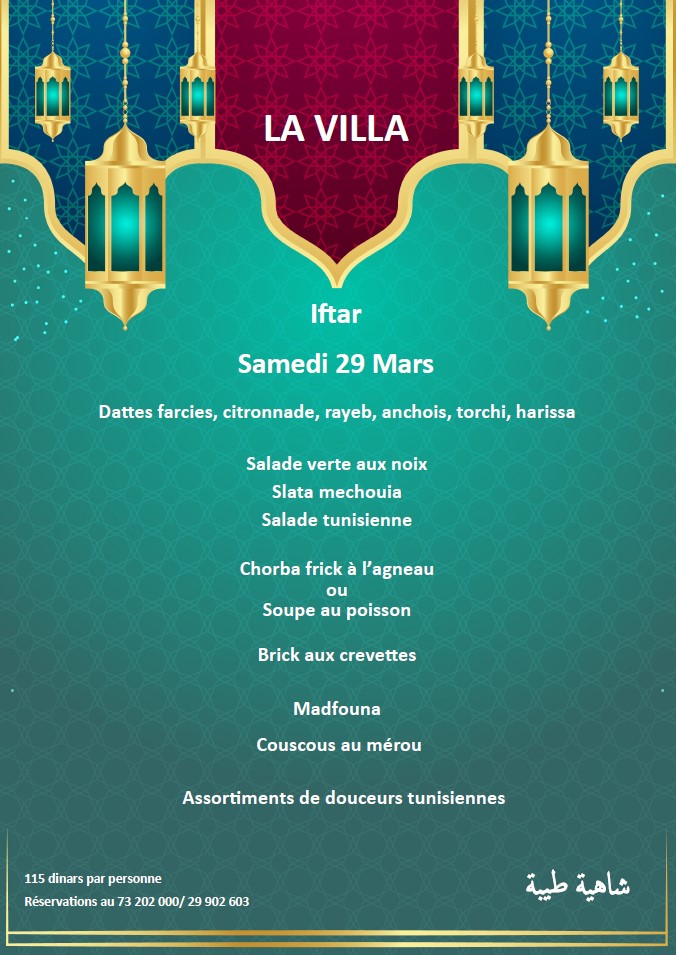 LA VILLA
Iftar
Samedi 29 Mars
Dattes farcies, citronnade, rayeb, anchois, torchi, harissa
Salade verte aux noix
Slata mechouia
Salade tunisienne
Chorba frick à l’agneau
ou
Soupe au poisson
Brick aux crevettes
Madfouna
Couscous au mérou
Assortiments de douceurs tunisiennes
115 dinars par personne
Réservations au 73 202 000/ 29 902 603
شاهية طيبة